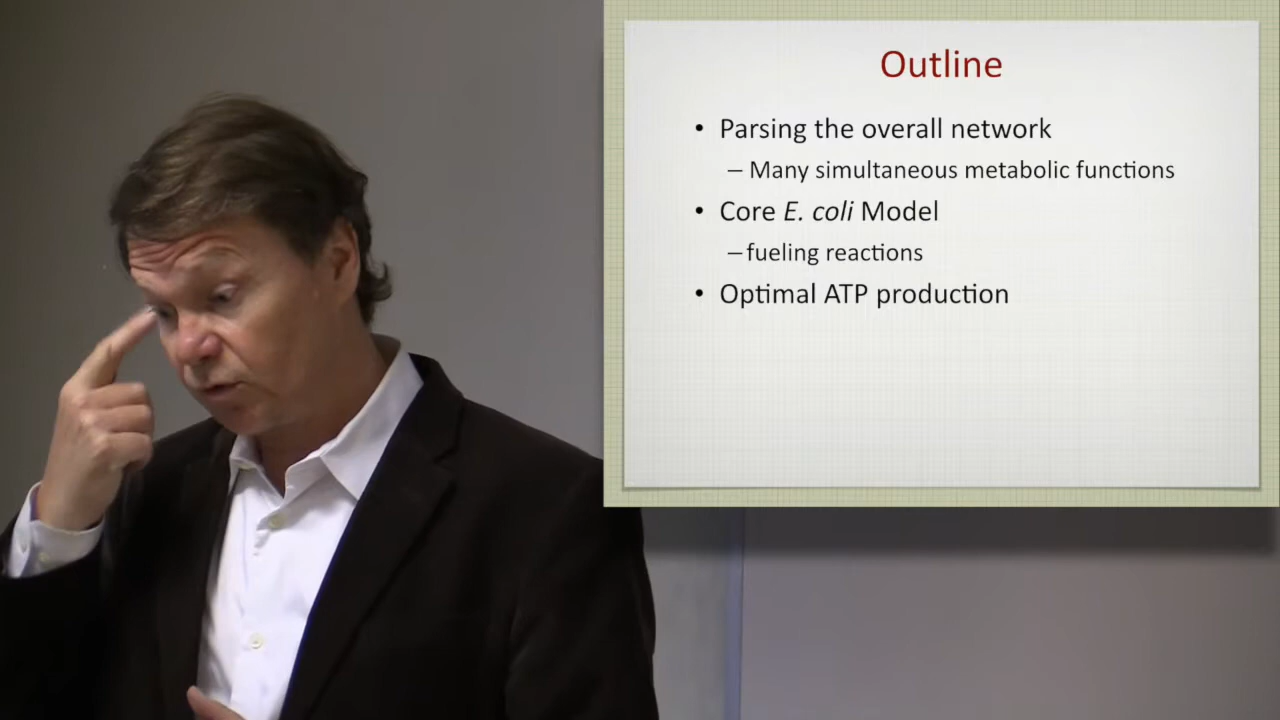 Outline
• Parsing the overall network
– Many simultaneous metabolic functions
• Core E. coli Model
– fueling reactions
• Optimal ATP production